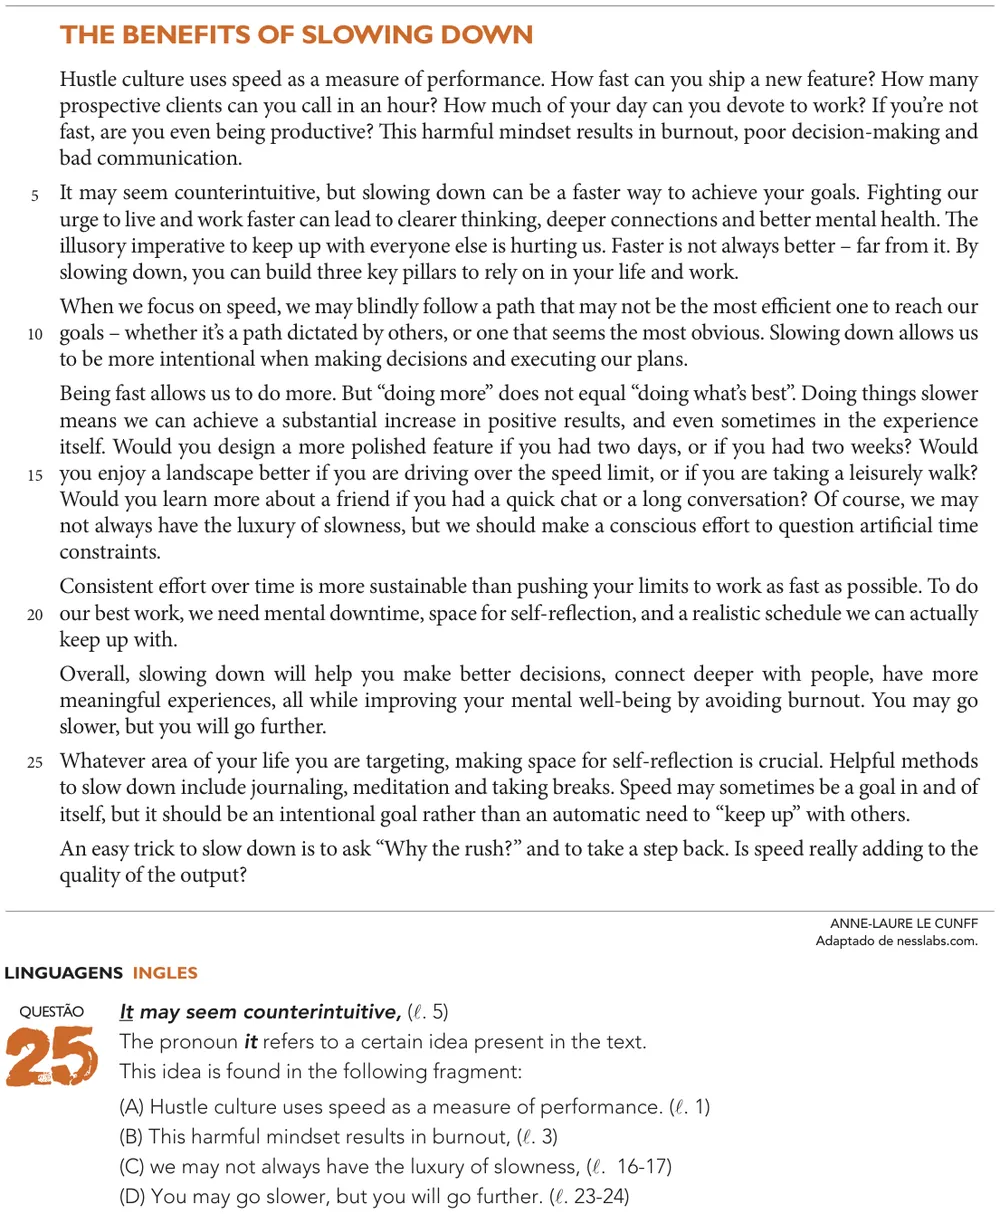 THE BENEFITS OF SLOWING DOWN
Hustle culture uses speed as a measure of performance. How fast can you ship a new feature? How many
prospective clients can you call in an hour? How much of your day can you devote to work? If you’re not
fast, are you even being productive? This harmful mindset results in burnout, poor decision-making and
bad communication.
5 It may seem counterintuitive, but slowing down can be a faster way to achieve your goals. Fighting our
urge to live and work faster can lead to clearer thinking, deeper connections and better mental health. The
illusory imperative to keep up with everyone else is hurting us. Faster is not always better – far from it. By
slowing down, you can build three key pillars to rely on in your life and work.
When we focus on speed, we may blindly follow a path that may not be the most efficient one to reach our
10 goals – whether it’s a path dictated by others, or one that seems the most obvious. Slowing down allows us
to be more intentional when making decisions and executing our plans.
Being fast allows us to do more. But “doing more” does not equal “doing what’s best”. Doing things slower
means we can achieve a substantial increase in positive results, and even sometimes in the experience
itself. Would you design a more polished feature if you had two days, or if you had two weeks? Would
15 you enjoy a landscape better if you are driving over the speed limit, or if you are taking a leisurely walk?
Would you learn more about a friend if you had a quick chat or a long conversation? Of course, we may
not always have the luxury of slowness, but we should make a conscious effort to question artificial time
constraints.
Consistent effort over time is more sustainable than pushing your limits to work as fast as possible. To do
20 our best work, we need mental downtime, space for self-reflection, and a realistic schedule we can actually
keep up with.
Overall, slowing down will help you make better decisions, connect deeper with people, have more
meaningful experiences, all while improving your mental well-being by avoiding burnout. You may go
slower, but you will go further.
25 Whatever area of your life you are targeting, making space for self-reflection is crucial. Helpful methods
to slow down include journaling, meditation and taking breaks. Speed may sometimes be a goal in and of
itself, but it should be an intentional goal rather than an automatic need to “keep up” with others.
An easy trick to slow down is to ask “Why the rush?” and to take a step back. Is speed really adding to the
quality of the output?
ANNE-LAURE LE CUNFF
Adaptado de nesslabs.com.
LINGUAGENS INGLES
QUESTÃO
25
It may seem counterintuitive, (ℓ. 5)
The pronoun it refers to a certain idea present in the text.
This idea is found in the following fragment:
(A) Hustle culture uses speed as a measure of performance. (ℓ. 1)
(B) This harmful mindset results in burnout, (ℓ. 3)
(C) we may not always have the luxury of slowness, (ℓ. 16-17)
(D) You may go slower, but you will go further. (ℓ. 23-24)